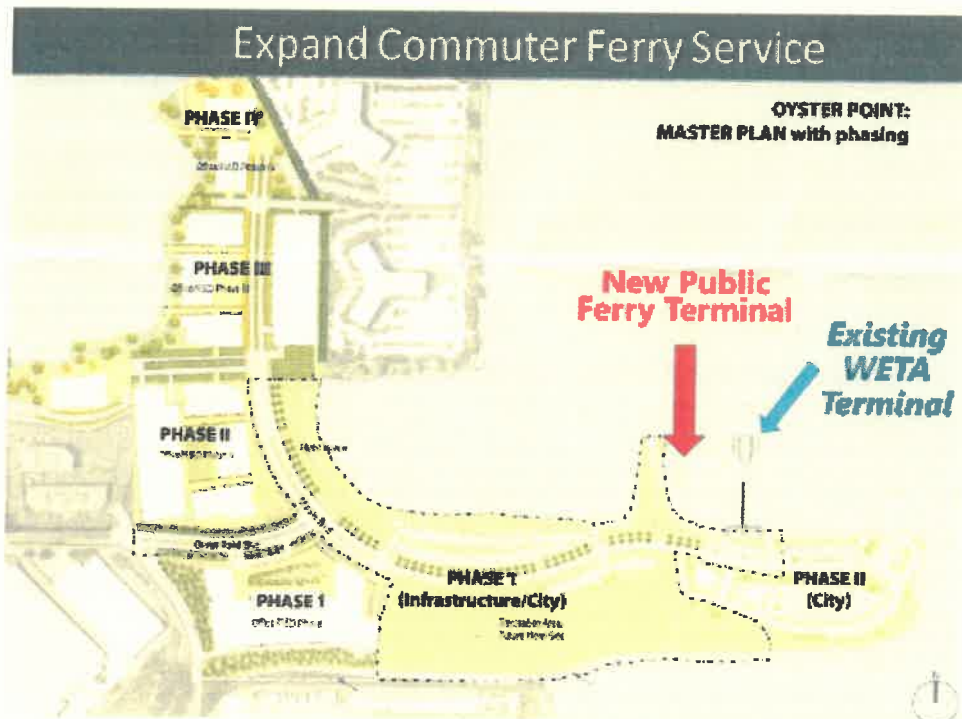 Expand Commuter Ferry Service
OYSTER POINT:
MASTER PLAN with phasing
PHASE IV
PHASE III
New Public
Ferry Terminal
Existing
WETA
Terminal
PHASE II
PHASE I
(Infrastructure/City)
PHASE II
(City)
PHASE 1